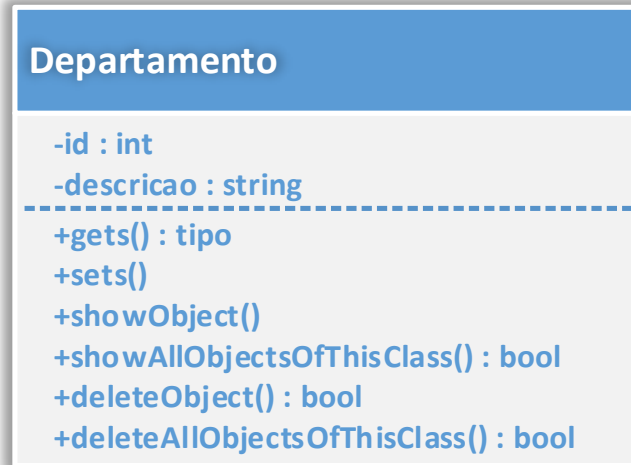 Departamento
-id : int
-descricao : string
+gets() : tipo
+sets()
+showObject()
+showAllObjectsOfThisClass() : bool
+deleteObject() : bool
+deleteAllObjectsOfThisClass() : bool